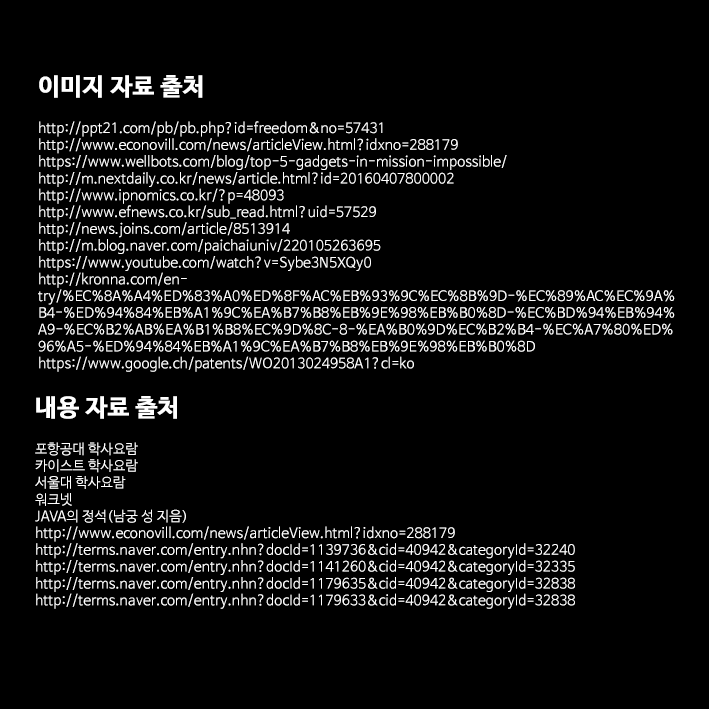 이미지 자료 출처
http://ppt21.com/pb/pb.php?id=freedom&no=57431
http://www.econovill.com/news/articleView.html?idxno=288179
https://www.wellbots.com/blog/top-5-gadgets-in-mission-impossible/
http://m.nextdaily.co.kr/news/article.html?id=20160407800002
http://www.ipnomics.co.kr/?p=48093
http://www.efnews.co.kr/sub_read.html?uid=57529
http://news.joins.com/article/8513914
http://m.blog.naver.com/paichaiuniv/220105263695
https://www.youtube.com/watch?v=Sybe3N5XQy0
http://kronna.com/en-
try/%EC%8A%A4%ED%83%A0%ED%8F%AC%EB%93%9C%EC%8B%9D-%EC%89%AC%EC%9A%
B4-%ED%94%84%EB%A1%9C%EA%B7%B8%EB%9E%98%EB%B0%8D-%EC%BD%94%EB%94%
A9-%EC%B2%AB%EA%B1%B8%EC%9D%8C-8-%EA%B0%9D%EC%B2%B4-%EC%A7%80%ED%
96%A5-%ED%94%84%EB%A1%9C%EA%B7%B8%EB%9E%98%EB%B0%8D
https://www.google.ch/patents/WO2013024958A1?cl=ko
내용 자료 출처
포항공대 학사요람
카이스트 학사요람
서울대 학사요람
워크넷
JAVA의 정석(남궁 성 지음)
http://www.econovill.com/news/articleView.html?idxno=288179
http://terms.naver.com/entry.nhn?docId=1139736&cid=40942&categoryId=32240
http://terms.naver.com/entry.nhn?docId=1141260&cid=40942&categoryId=32335
http://terms.naver.com/entry.nhn?docId=1179635&cid=40942&categoryId=32838
http://terms.naver.com/entry.nhn?docId=1179633&cid=40942&categoryId=32838